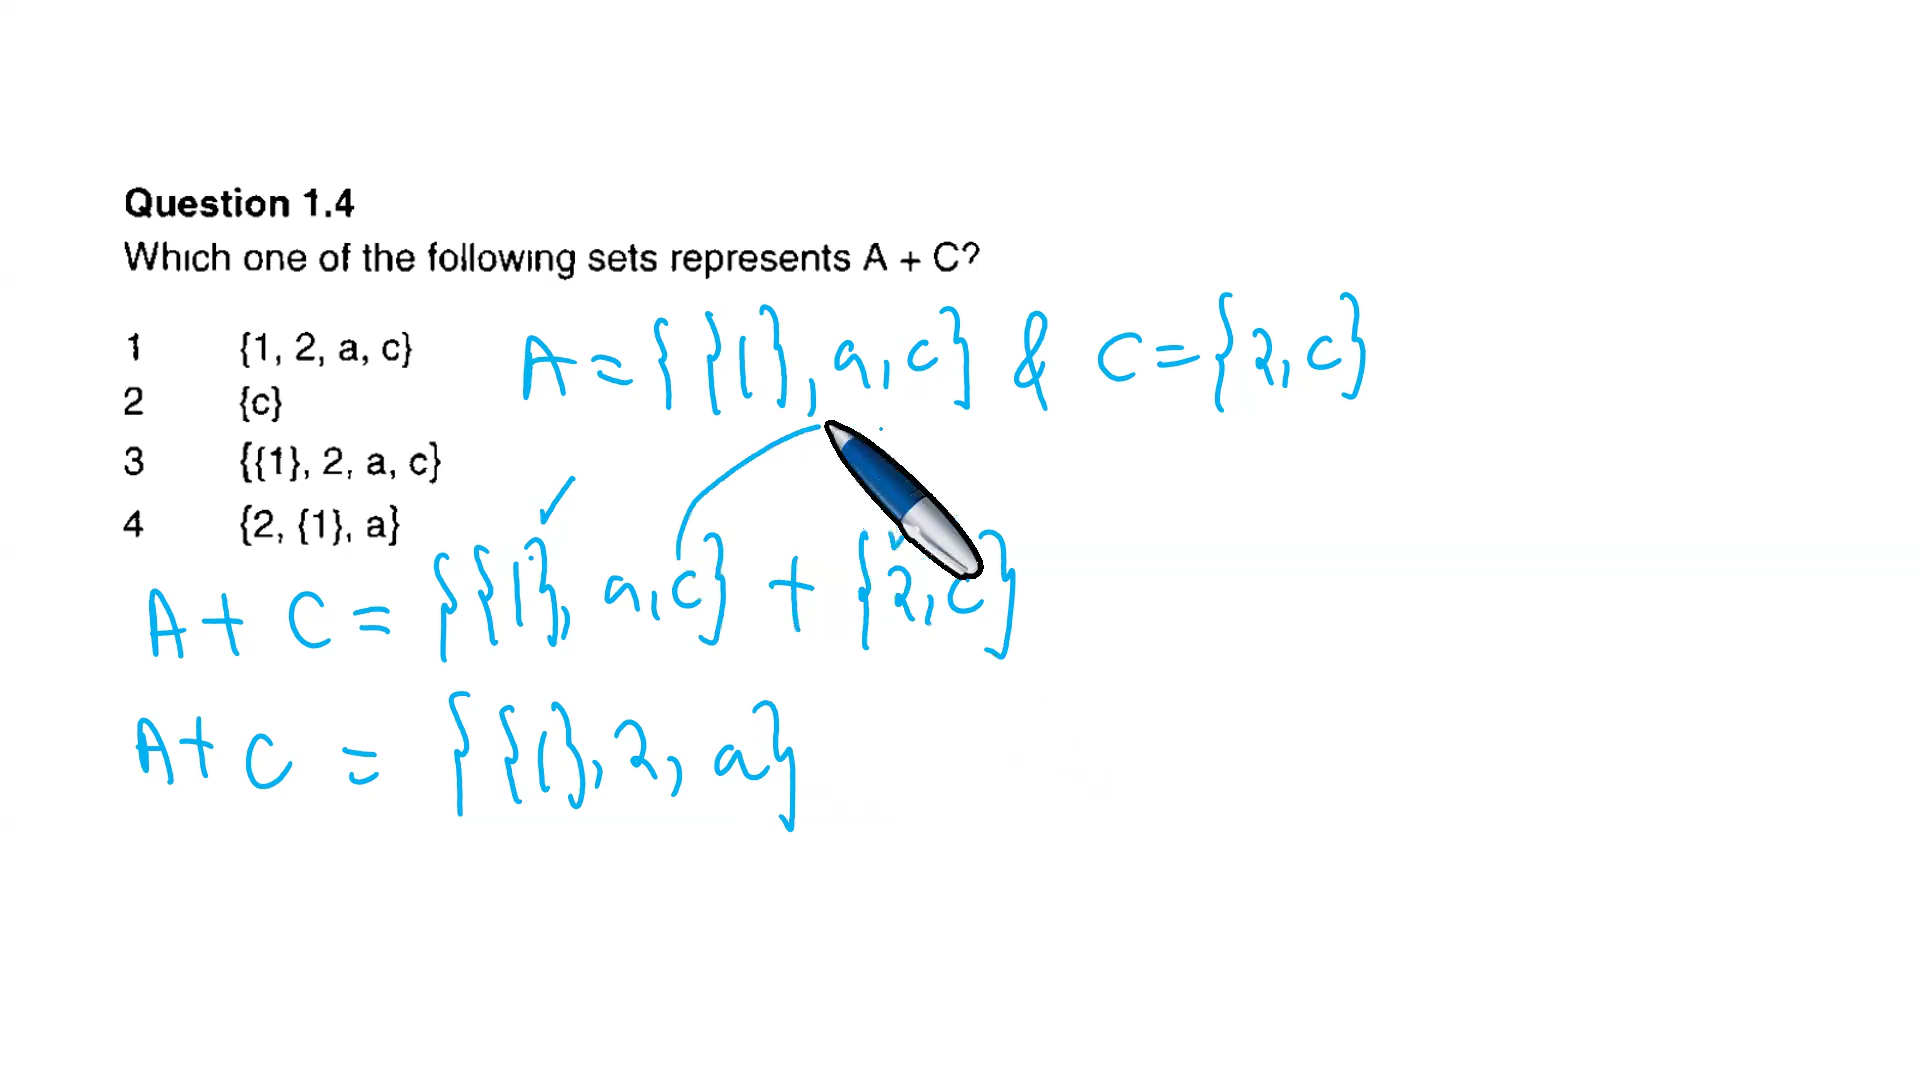 Question 1.4
Which one of the following sets represents A + C?
1 {1, 2, a, c}
2 {c}
3 {{1}, 2, a, c}
4 {2, {1}, a}
A = {{1}, a, c} & C = {2, c}
A + C = {{1}, a, c} + {2, c}
A + C = {{1}, 2, a}